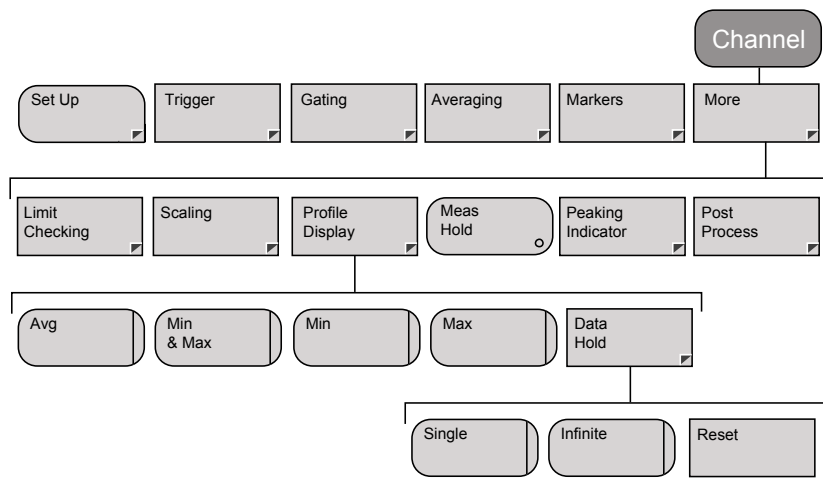 Channel
Set Up
Trigger
Gating
Averaging
Markers
More
Limit
Checking
Scaling
Profile
Display
Meas
Hold
Peaking
Indicator
Post
Process
Avg
Min
& Max
Min
Max
Data
Hold
Single
Infinite
Reset